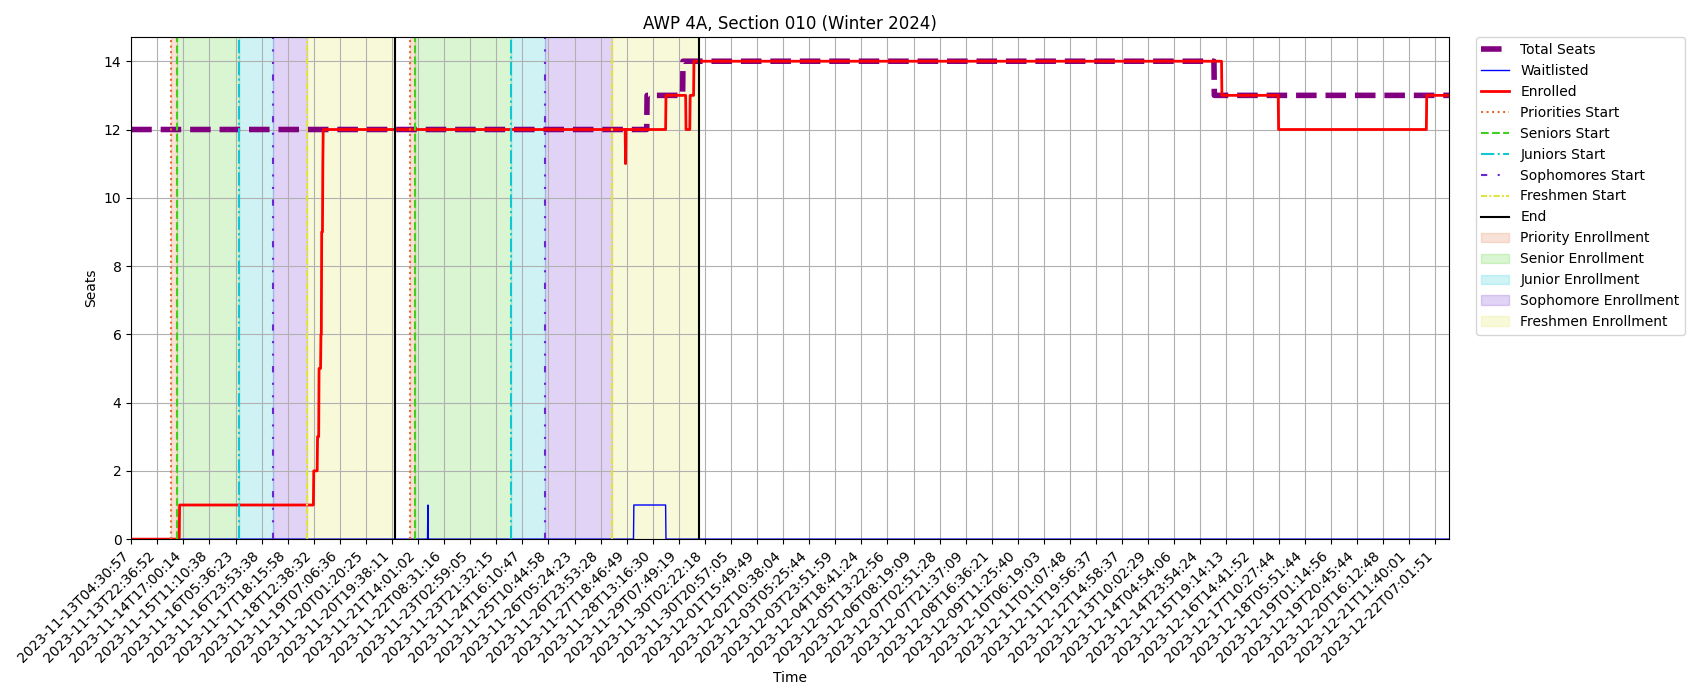 AWP 4A, Section 010 (Winter 2024)
Seats
14
12
10
8
6
4
2
0
2023-11-13T04:30:57
2023-11-13T22:36:52
2023-11-14T17:00:14
2023-11-15T11:10:38
2023-11-16T05:36:23
2023-11-16T23:53:38
2023-11-17T18:15:58
2023-11-18T12:38:32
2023-11-19T07:06:36
2023-11-20T01:20:25
2023-11-20T19:38:11
2023-11-21T14:01:02
2023-11-22T08:31:16
2023-11-23T02:59:05
2023-11-23T21:32:15
2023-11-24T16:10:47
2023-11-25T10:44:58
2023-11-26T05:24:23
2023-11-26T23:53:28
2023-11-27T18:46:49
2023-11-28T13:16:30
2023-11-29T07:49:19
2023-11-30T02:22:18
2023-11-30T20:57:05
2023-12-01T15:49:49
2023-12-02T10:38:04
2023-12-03T05:25:44
2023-12-03T23:51:59
2023-12-04T18:41:24
2023-12-05T13:22:56
2023-12-06T08:19:09
2023-12-07T02:51:28
2023-12-07T21:37:09
2023-12-08T16:36:21
2023-12-09T11:25:40
2023-12-10T06:19:03
2023-12-11T01:07:48
2023-12-11T19:56:37
2023-12-12T14:58:37
2023-12-13T10:02:29
2023-12-14T04:54:06
2023-12-14T23:54:24
2023-12-15T19:14:13
2023-12-16T14:41:52
2023-12-17T10:27:44
2023-12-18T05:51:44
2023-12-19T01:14:56
2023-12-19T20:45:44
2023-12-20T16:12:48
2023-12-21T11:40:01
2023-12-22T07:01:51
Time
Total Seats
Waitlisted
Enrolled
Priorities Start
Seniors Start
Juniors Start
Sophomores Start
Freshmen Start
End
Priority Enrollment
Senior Enrollment
Junior Enrollment
Sophomore Enrollment
Freshmen Enrollment